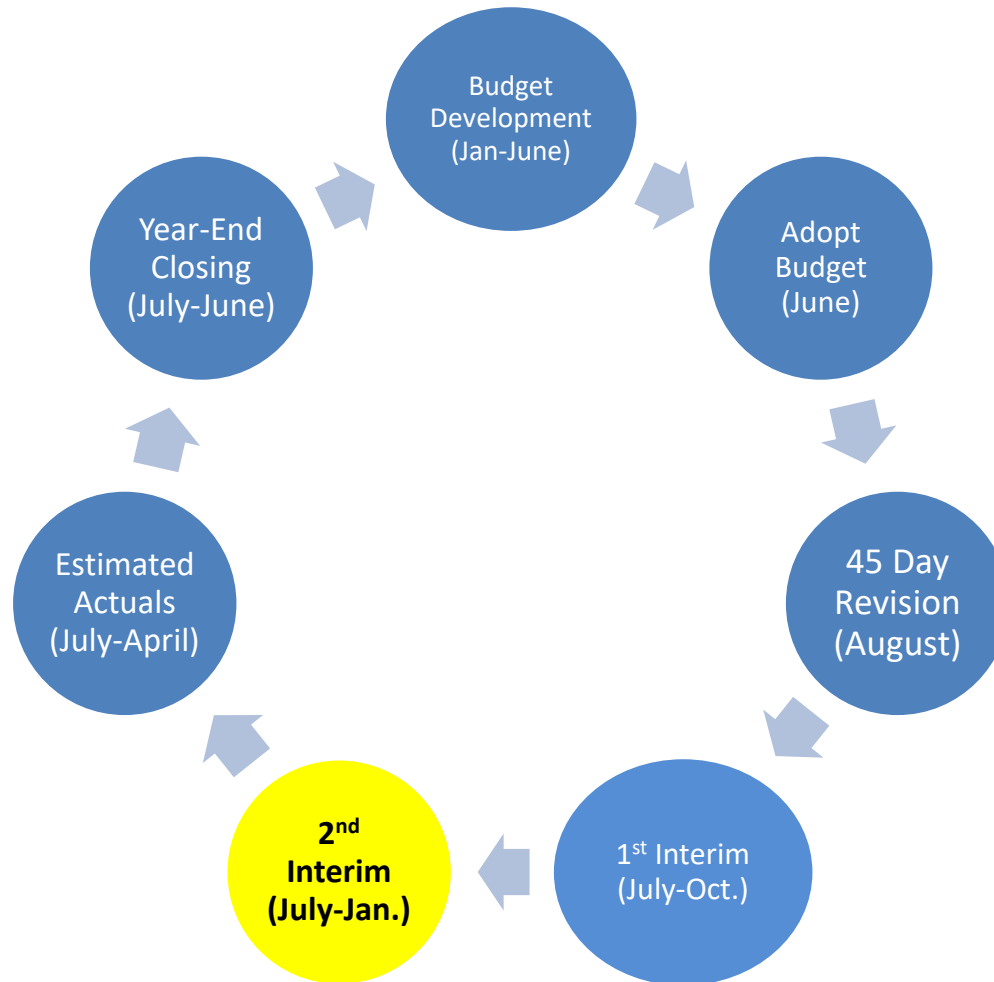 Budget
Development
(Jan-June)
Adopt
Budget
(June)
45 Day
Revision
(August)
1st Interim
(July-Oct.)
2nd
Interim
(July-Jan.)
Estimated
Actuals
(July-April)
Year-End
Closing
(July-June)